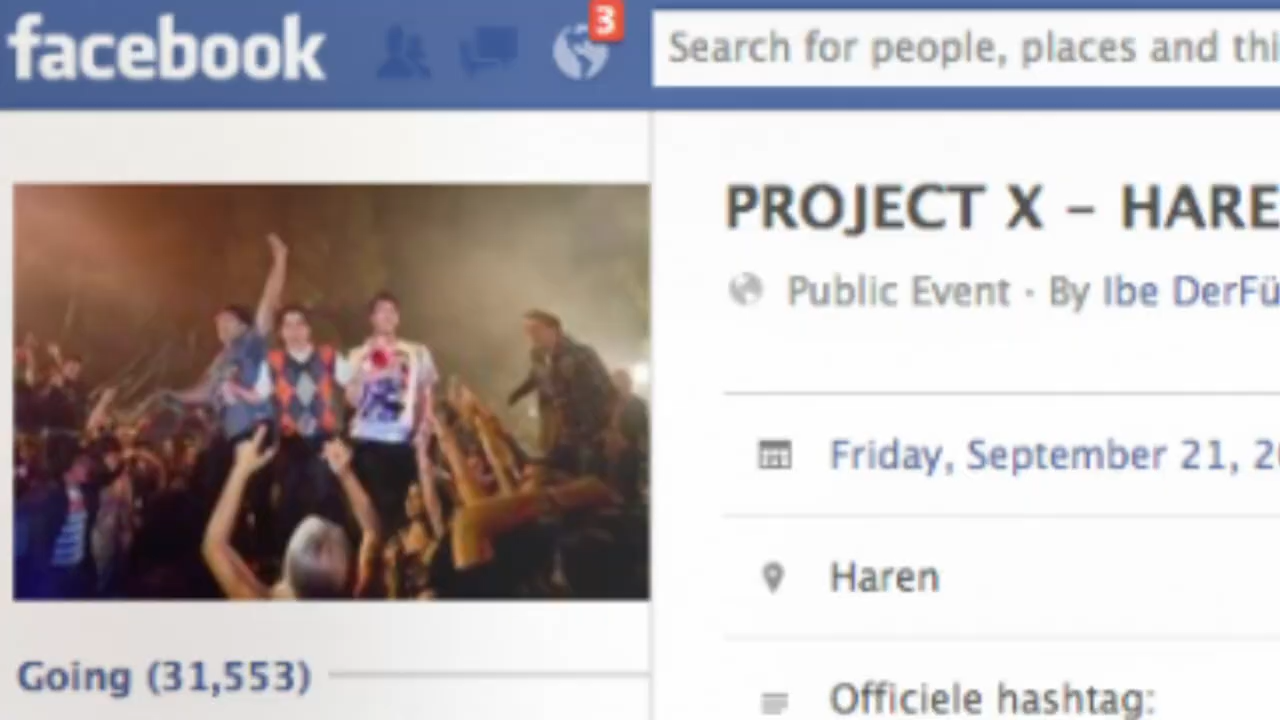 facebook
3
Search for people, places and thi
PROJECT X – HARE
Public Event · By Ibe DerFü
Friday, September 21, 20
Haren
Going (31,553)
Officiele hashtag: